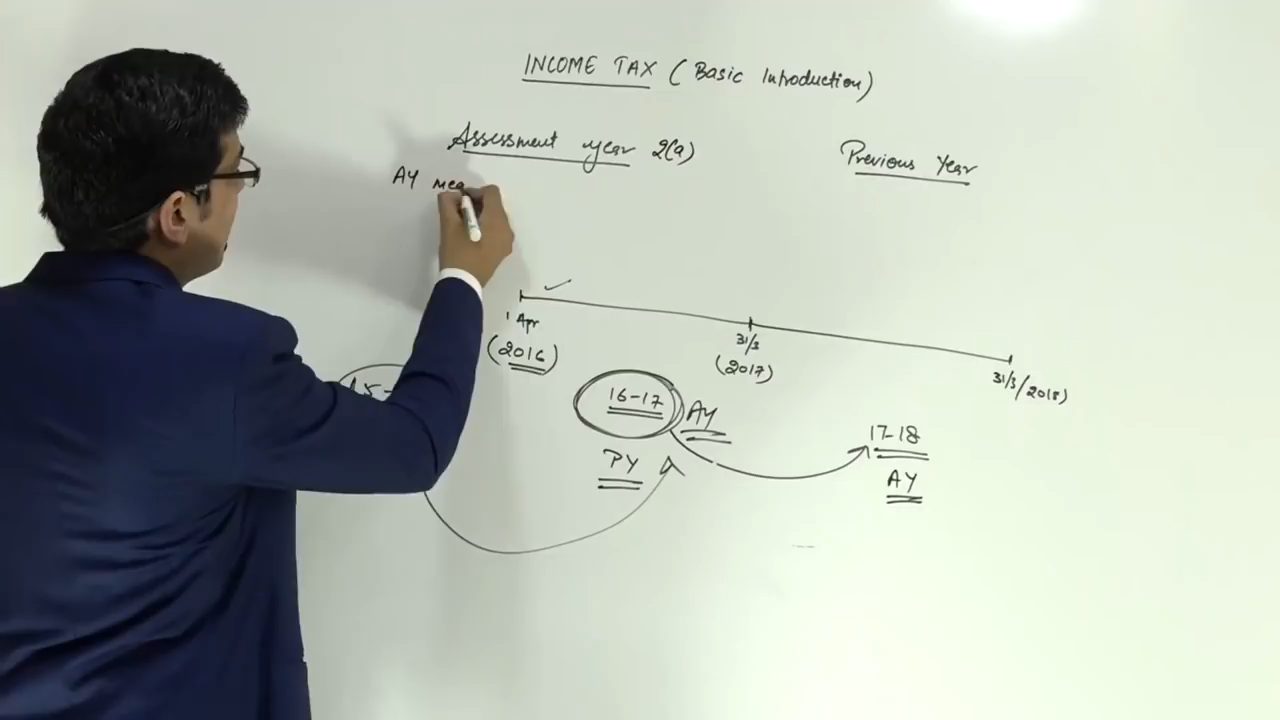 INCOME TAX (Basic Introduction)
Assessment year 2(9)
Previous Year
AY mea
1 Apr
(2016)
31/3
(2017)
31/3/2018)
15-
16-17
AY
PY
17-18
AY